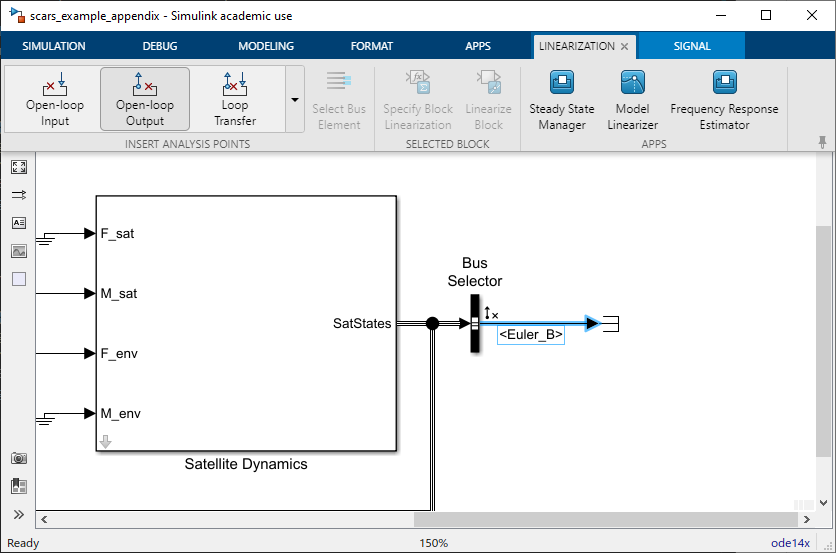 scars_example_appendix - Simulink academic use
SIMULATION DEBUG MODELING FORMAT APPS LINEARIZATION SIGNAL
Open-loop Input
Open-loop Output
Loop Transfer
Select Bus Element
Specify Block Linearization
Linearize Block
Steady State Manager
Model Linearizer
Frequency Response Estimator
INSERT ANALYSIS POINTS SELECTED BLOCK APPS
F_sat
M_sat
F_env
M_env
SatStates
Satellite Dynamics
Bus
Selector
<Euler_B>
Ready 150% ode14x